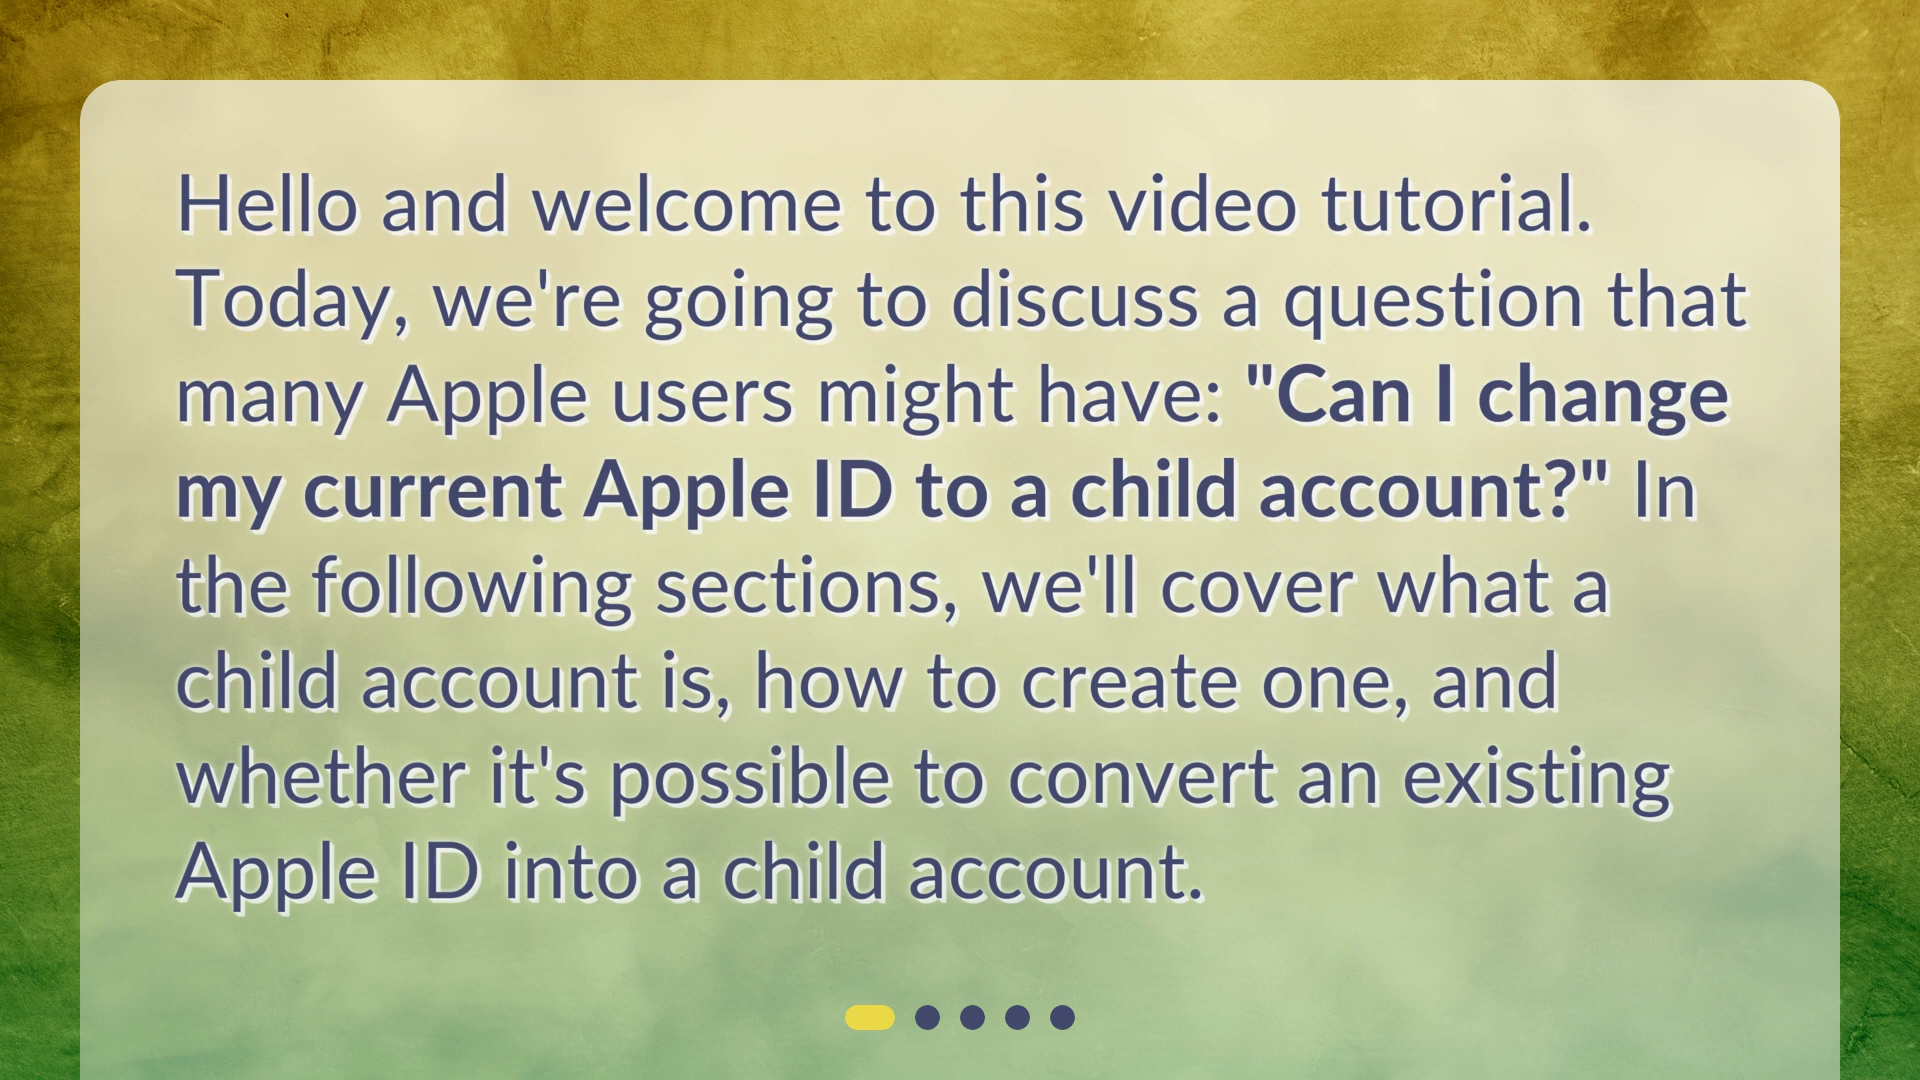 Hello and welcome to this video tutorial.
Today, we're going to discuss a question that
many Apple users might have: "Can I change
my current Apple ID to a child account?" In
the following sections, we'll cover what a
child account is, how to create one, and
whether it's possible to convert an existing
Apple ID into a child account.